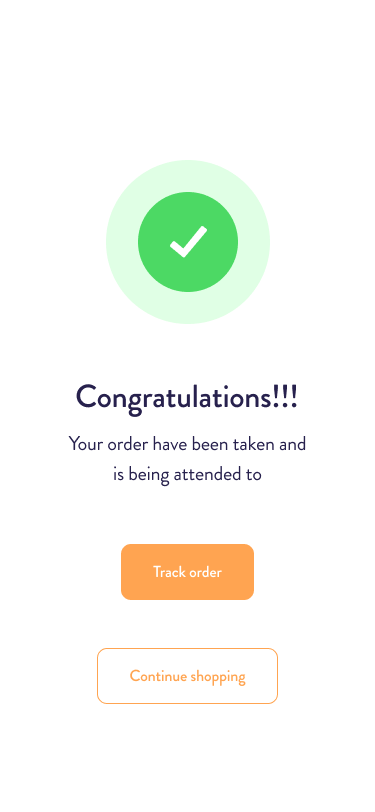 Congratulations!!!
Your order have been taken and
is being attended to
Track order
Continue shopping